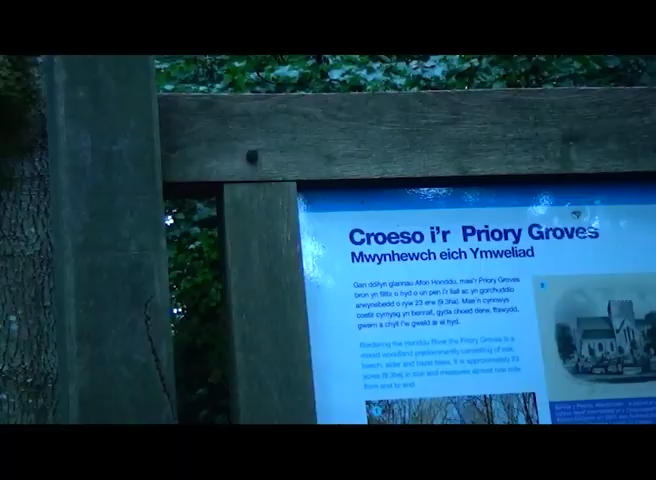 Croeso i'r Priory Groves
Mwynhewch eich Ymweliad
Gan ddilyn glannau Afon Honddu, mae'r Priory Groves
bron yn filltir o hyd o un pen i'r llall ac yn gorchuddio
arwynebedd o ryw 23 erw (9.3ha). Mae'n cynnwys
coetir cymysg yn bennaf, gyda choed derw, ffawydd,
gwern a chyll i'w gweld ar ei hyd.
Bordering the Honddu River the Priory Groves is a
mixed woodland predominantly consisting of oak,
beech, alder and hazel trees. It is approximately 23
acres (9.3ha) in size and measures almost one mile
from end to end.